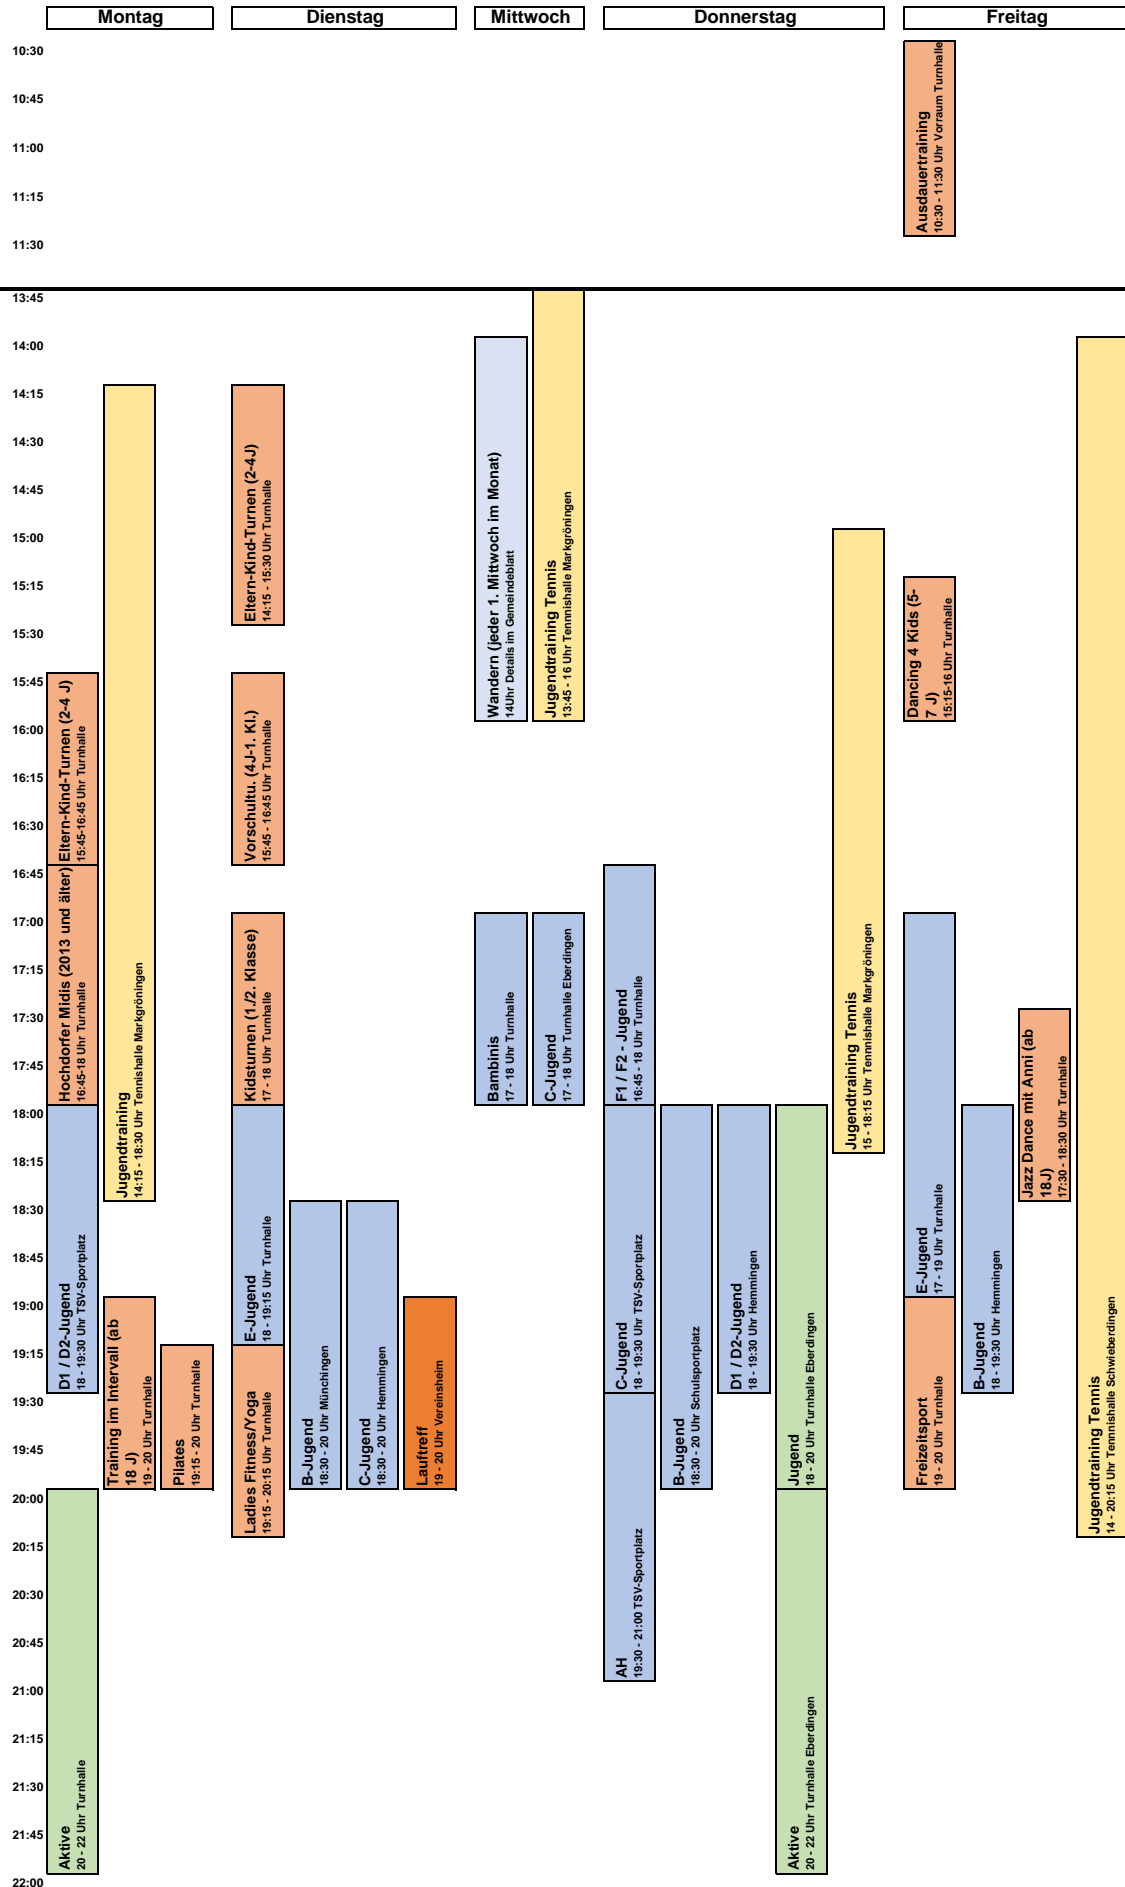 Montag
Dienstag
Mittwoch
Donnerstag
Freitag
10:30
10:45
11:00
11:15
11:30
13:45
14:00
14:15
14:30
14:45
15:00
15:15
15:30
15:45
16:00
16:15
16:30
16:45
17:00
17:15
17:30
17:45
18:00
18:15
18:30
18:45
19:00
19:15
19:30
19:45
20:00
20:15
20:30
20:45
21:00
21:15
21:30
21:45
22:00
Eltern-Kind-Turnen (2-4 J)
15:45-16:45 Uhr Turnhalle
Hochdorfer Midis (2013 und älter)
16:45-18 Uhr Turnhalle
D1 / D2-Jugend
18 - 19:30 Uhr TSV-Sportplatz
Aktive
20 - 22 Uhr Turnhalle
Jugendtraining
14:15 - 18:30 Uhr Tennishalle Markgröningen
Training im Intervall (ab
18 J)
19 - 20 Uhr Turnhalle
Pilates
19:15 - 20 Uhr Turnhalle
Eltern-Kind-Turnen (2-4J)
14:15 - 15:30 Uhr Turnhalle
Vorschultu. (4J-1. Kl.)
15:45 - 16:45 Uhr Turnhalle
Kidsturnen (1./2. Klasse)
17 - 18 Uhr Turnhalle
E-Jugend
18 - 19:15 Uhr Turnhalle
Ladies Fitness/Yoga
19:15 - 20:15 Uhr Turnhalle
B-Jugend
18:30 - 20 Uhr Münchingen
C-Jugend
18:30 - 20 Uhr Hemmingen
Lauftreff
19 - 20 Uhr Vereinsheim
Wandern (jeder 1. Mittwoch im Monat)
14Uhr Details im Gemeindeblatt
Jugendtraining Tennis
13:45 - 16 Uhr Tennnishalle Markgröningen
Bambinis
17 - 18 Uhr Turnhalle
C-Jugend
17 - 18 Uhr Turnhalle Eberdingen
F1 / F2 - Jugend
16:45 - 18 Uhr Turnhalle
C-Jugend
18 - 19:30 Uhr TSV-Sportplatz
AH
19:30 - 21:00 TSV-Sportplatz
B-Jugend
18:30 - 20 Uhr Schulsportplatz
D1 / D2-Jugend
18 - 19:30 Uhr Hemmingen
Jugend
18 - 20 Uhr Turnhalle Eberdingen
Aktive
20 - 22 Uhr Turnhalle Eberdingen
Jugendtraining Tennis
15 - 18:15 Uhr Tennnishalle Markgröningen
Ausdauertraining
10:30 - 11:30 Uhr Vorraum Turnhalle
Dancing 4 Kids (5-
7 J)
15:15-16 Uhr Turnhalle
E-Jugend
17 - 19 Uhr Turnhalle
Freizeitsport
19 - 20 Uhr Turnhalle
B-Jugend
18 - 19:30 Uhr Hemmingen
Jazz Dance mit Anni (ab
18J)
17:30 - 18:30 Uhr Turnhalle
Jugendtraining Tennis
14 - 20:15 Uhr Temnishalle Schwieberdingen